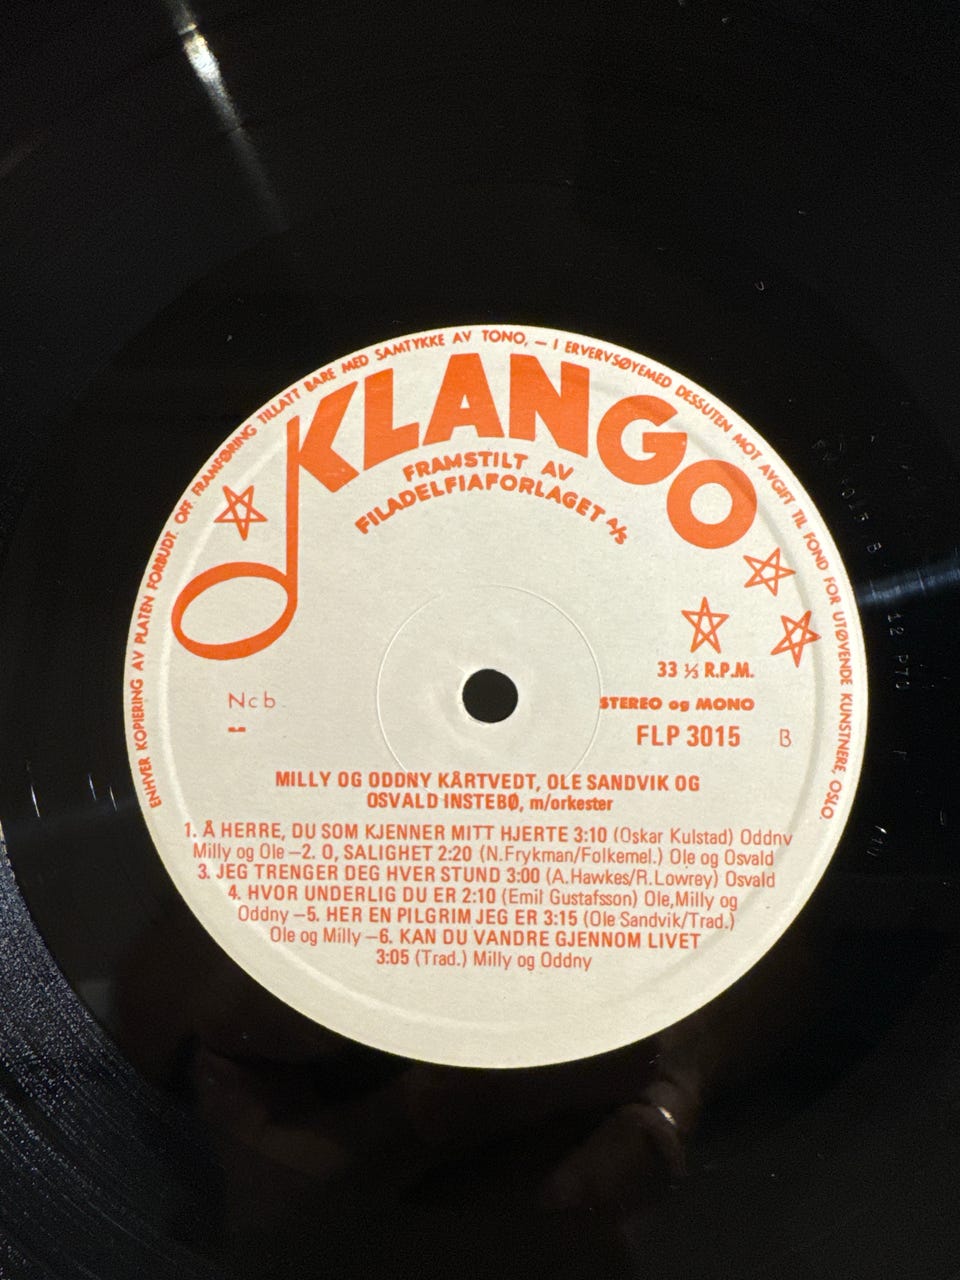 ENHVER KOPIERING AV PLATEN FORBUDT. OFF. FRAMFØRING TILLATT BARE MED SAMTYKKE AV TONO, — I ERVERVSØYEMED DESSUTEN MOT AVGIFT TIL FOND FOR UTØVENDE KUNSTNERE, OSLO.
KLANGO
FRAMSTILT AV
FILADELFIAFORLAGET A/S
33 ⅓ R.P.M.
Ncb
STEREO og MONO
FLP 3015 B
MILLY OG ODDNY KÅRTVEDT, OLE SANDVIK OG
OSVALD INSTEBØ, m/orkester
1. Å HERRE, DU SOM KJENNER MITT HJERTE 3:10 (Oskar Kulstad) Oddny
Milly og Ole —2. O, SALIGHET 2:20 (N.Frykman/Folkemel.) Ole og Osvald
3. JEG TRENGER DEG HVER STUND 3:00 (A.Hawkes/R.Lowrey) Osvald
4. HVOR UNDERLIG DU ER 2:10 (Emil Gustafsson) Ole,Milly og
Oddny —5. HER EN PILGRIM JEG ER 3:15 (Ole Sandvik/Trad.)
Ole og Milly —6. KAN DU VANDRE GJENNOM LIVET
3:05 (Trad.) Milly og Oddny